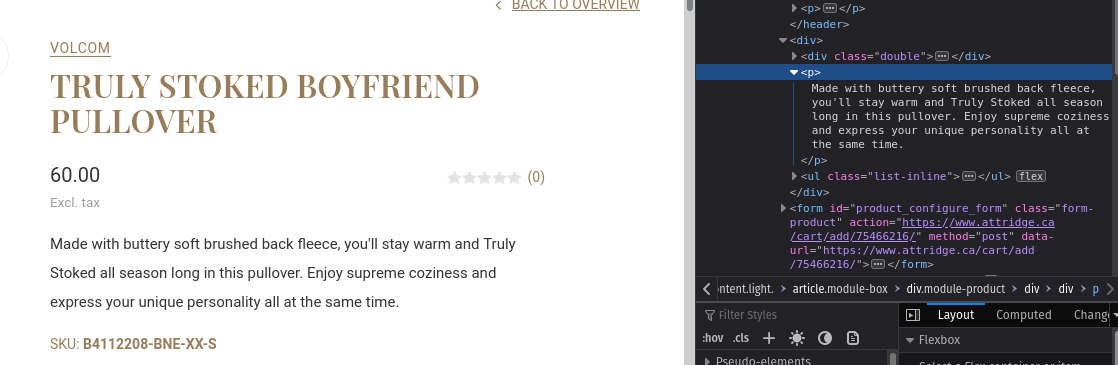 BACK TO OVERVIEW
VOLCOM
TRULY STOKED BOYFRIEND
PULLOVER
60.00
(0)
Excl. tax
Made with buttery soft brushed back fleece, you'll stay warm and Truly
Stoked all season long in this pullover. Enjoy supreme coziness and
express your unique personality all at the same time.
SKU: B4112208-BNE-XX-S
<p></p>
</header>
<div>
<div class="double"></div>
<p>
Made with buttery soft brushed back fleece,
you'll stay warm and Truly Stoked all season
long in this pullover. Enjoy supreme coziness
and express your unique personality all at
the same time.
</p>
<ul class="list-inline"></ul> flex
</div>
<form id="product_configure_form" class="form-
product" action="https://www.attridge.ca
/cart/add/75466216/" method="post" data-
url="https://www.attridge.ca/cart/add
/75466216/"></form>
ontent.light. > article.module-box > div.module-product > div > div > p
Filter Styles
Layout Computed Chang
:hov .cls +
Flexbox
Pseudo-elements